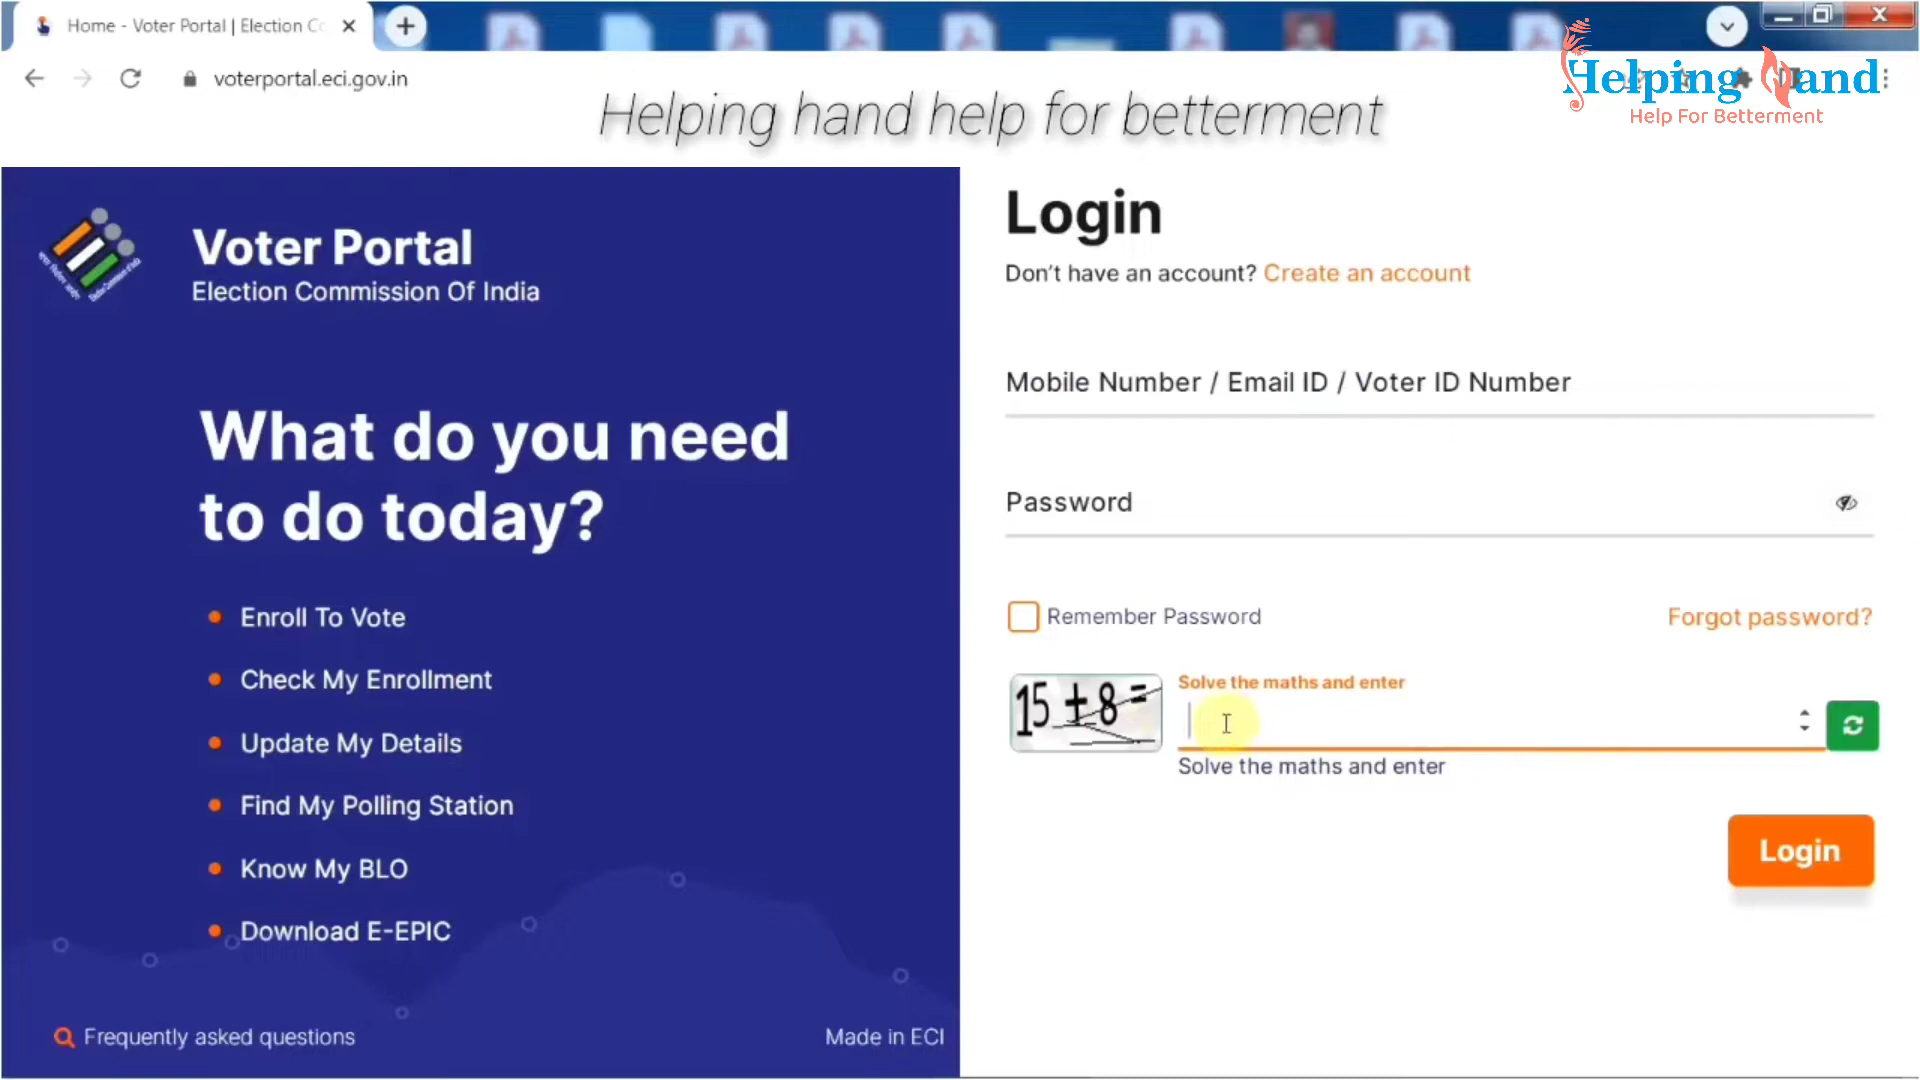 Home - Voter Portal | Election Co
voterportal.eci.gov.in
Helping hand help for betterment
Helping Hand
Help For Betterment
Voter Portal
Election Commission Of India
What do you need
to do today?
Enroll To Vote
Check My Enrollment
Update My Details
Find My Polling Station
Know My BLO
Download E-EPIC
Frequently asked questions
Made in ECI
Login
Don't have an account? Create an account
Mobile Number / Email ID / Voter ID Number
Password
Remember Password
Forgot password?
15 + 8 =
Solve the maths and enter
Solve the maths and enter
Login